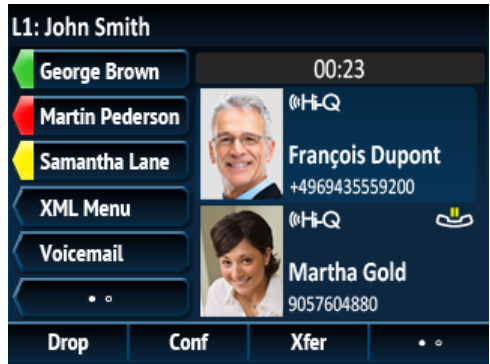 L1: John Smith
George Brown
Martin Pederson
Samantha Lane
XML Menu
Voicemail
00:23
Hi-Q
François Dupont
+4969435559200
Hi-Q
Martha Gold
9057604880
Drop
Conf
Xfer